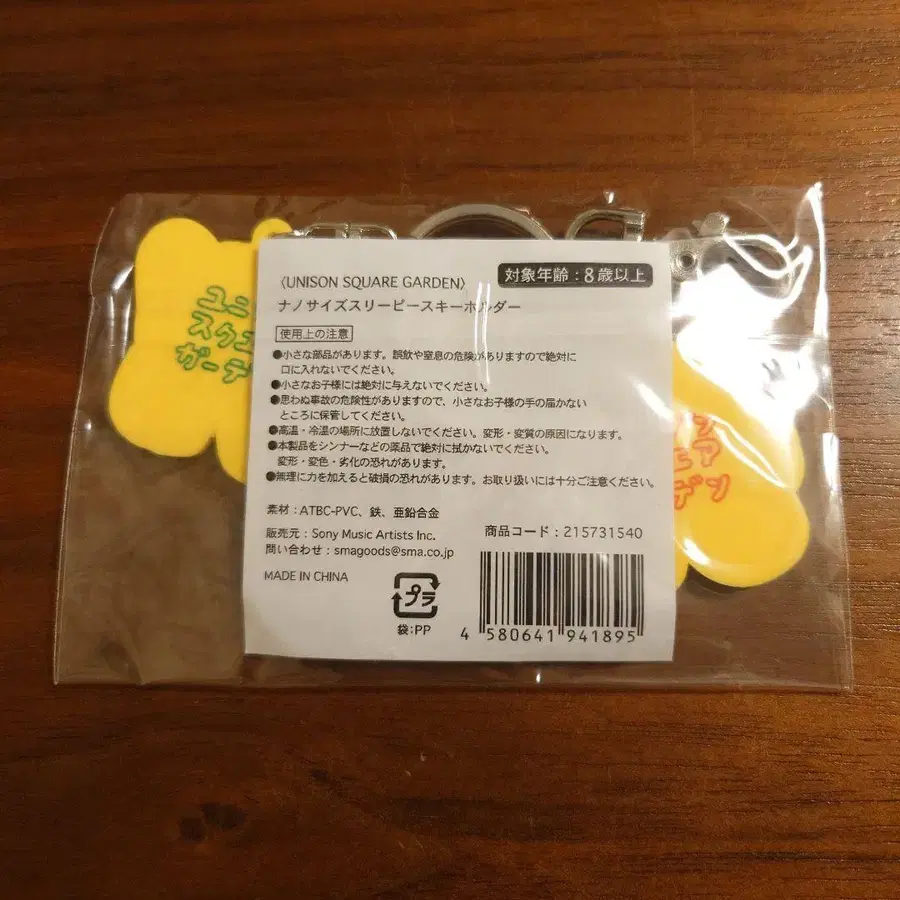 〈UNISON SQUARE GARDEN〉
対象年齢：8歳以上
ナノサイズスリーピースキーホルダー
使用上の注意
●小さな部品があります。誤飲や窒息の危険がありますので絶対に
口に入れないでください。
●小さなお子様には絶対に与えないでください。
●思わぬ事故の危険性がありますので、小さなお子様の手の届かない
ところに保管してください。
●高温・冷温の場所に放置しないでください。変形・変質の原因になります。
●本製品をシンナーなどの薬品で絶対に拭かないでください。
変形・変色・劣化の恐れがあります。
●無理に力を加えると破損の恐れがあります。お取り扱いには十分ご注意ください。
素材：ATBC-PVC、鉄、亜鉛合金
販売元：Sony Music Artists Inc.
問い合わせ：smagoods@sma.co.jp
商品コード：215731540
MADE IN CHINA
プラ
袋:PP
4 580641 941895
ユニ
スクエ
ガーデ
ン
ェア
デン